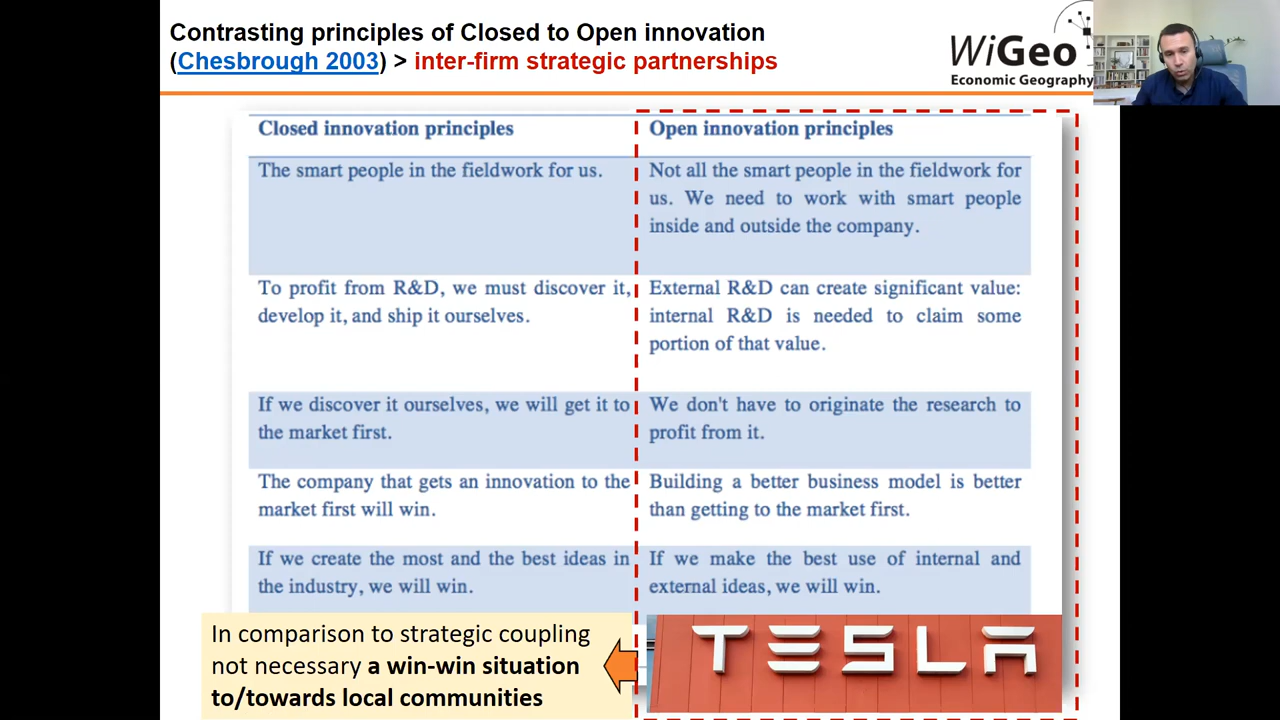 Contrasting principles of Closed to Open innovation
(Chesbrough 2003) > inter-firm strategic partnerships
WiGeo
Economic Geography
Closed innovation principles
Open innovation principles
The smart people in the fieldwork for us.
Not all the smart people in the fieldwork for
us. We need to work with smart people
inside and outside the company.
To profit from R&D, we must discover it,
develop it, and ship it ourselves.
External R&D can create significant value:
internal R&D is needed to claim some
portion of that value.
If we discover it ourselves, we will get it to
the market first.
We don't have to originate the research to
profit from it.
The company that gets an innovation to the
market first will win.
Building a better business model is better
than getting to the market first.
If we create the most and the best ideas in
the industry, we will win.
If we make the best use of internal and
external ideas, we will win.
In comparison to strategic coupling
not necessary a win-win situation
to/towards local communities
TESLA